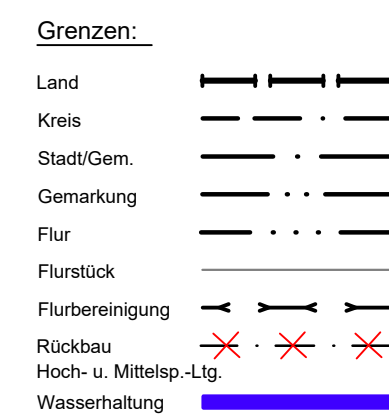 Grenzen:
Land
Kreis
Stadt/Gem.
Gemarkung
Flur
Flurstück
Flurbereinigung
Rückbau
Hoch- u. Mittelsp.-Ltg.
Wasserhaltung